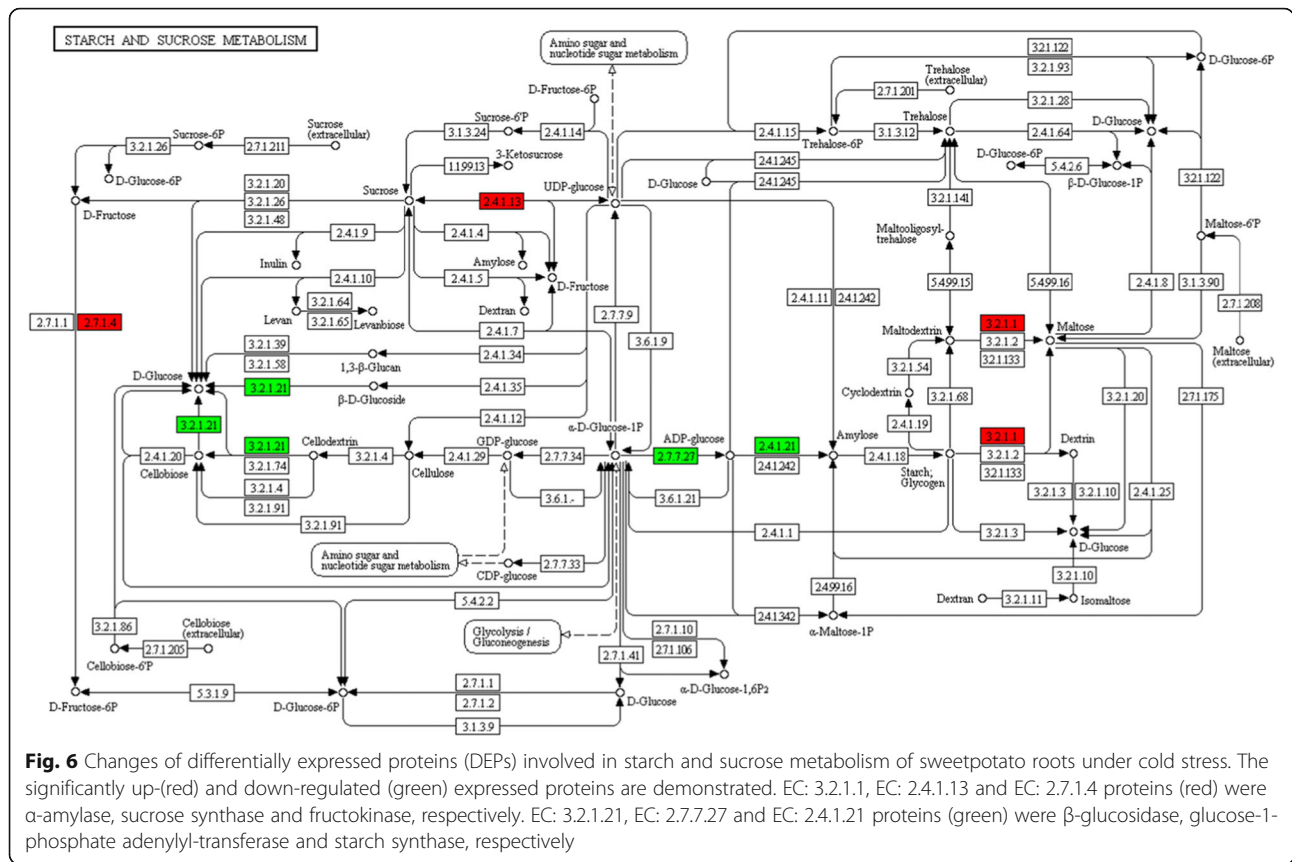 STARCH AND SUCROSE METABOLISM
Amino sugar and
nucleotide sugar metabolism
D-Fructose-6P
Sucrose-6'P
3.1.3.24
2.4.1.14
Sucrose-6P
Sucrose
(extracellular)
3.2.1.26
2.7.1.211
D-Glucose-6P
1.1.99.13
3-Ketosucrose
3.2.1.20
3.2.1.26
3.2.1.48
D-Fructose
Sucrose
2.4.1.13
UDP-glucose
2.4.1.9
2.4.1.4
Inulin
Amylose
2.4.1.10
2.4.1.5
D-Fructose
3.2.1.64
3.2.1.65
Levan
Levanbiose
Dextran
2.4.1.7
2.7.1.1
2.7.1.4
3.2.1.39
3.2.1.58
1,3-β-Glucan
2.4.1.34
D-Glucose
3.2.1.21
β-D-Glucoside
2.4.1.35
3.2.1.21
2.4.1.12
2.7.7.9
3.6.1.9
α-D-Glucose-1P
2.4.1.20
Cellobiose
3.2.1.21
3.2.1.74
3.2.1.4
3.2.1.91
Cellodextrin
3.2.1.4
Cellulose
2.4.1.29
GDP-glucose
2.7.7.34
3.2.1.91
3.6.1.-
Amino sugar and
nucleotide sugar metabolism
CDP-glucose
2.7.7.33
5.4.2.2
Glycolysis /
Gluconeogenesis
3.2.1.86
Cellobiose
(extracellular)
2.7.1.205
Cellobiose-6'P
2.7.1.41
2.7.1.10
2.7.1.106
α-D-Glucose-1,6P2
D-Fructose-6P
5.3.1.9
D-Glucose-6P
2.7.1.1
2.7.1.2
3.1.3.9
D-Glucose
3.2.1.122
3.2.1.93
D-Glucose-6P
Trehalose
(extracellular)
2.7.1.201
3.2.1.28
2.4.1.15
Trehalose-6P
3.1.3.12
Trehalose
2.4.1.64
D-Glucose
2.4.1.245
D-Glucose
2.4.1.245
D-Glucose-6P
5.4.2.6
β-D-Glucose-1P
3.2.1.122
3.2.1.141
Maltooligosyl-
trehalose
Maltose-6'P
5.4.99.15
5.4.99.16
2.4.1.8
3.1.3.90
2.7.1.208
2.4.1.11
2.4.1.242
Maltodextrin
3.2.1.1
3.2.1.2
3.2.1.133
Maltose
Maltose
(extracellular)
3.2.1.54
Cyclodextrin
3.2.1.68
3.2.1.20
2.7.1.175
2.4.1.19
ADP-glucose
2.7.7.27
2.4.1.21
2.4.1.242
Amylose
2.4.1.18
Starch;
Glycogen
3.2.1.1
3.2.1.2
3.2.1.133
Dextrin
3.6.1.21
3.2.1.3
3.2.1.10
2.4.1.25
2.4.1.1
3.2.1.3
D-Glucose
2.4.99.16
3.2.1.10
Dextran
3.2.1.11
Isomaltose
2.4.1.342
α-Maltose-1P
Fig. 6 Changes of differentially expressed proteins (DEPs) involved in starch and sucrose metabolism of sweetpotato roots under cold stress. The
significantly up-(red) and down-regulated (green) expressed proteins are demonstrated. EC: 3.2.1.1, EC: 2.4.1.13 and EC: 2.7.1.4 proteins (red) were
α-amylase, sucrose synthase and fructokinase, respectively. EC: 3.2.1.21, EC: 2.7.7.27 and EC: 2.4.1.21 proteins (green) were β-glucosidase, glucose-1-
phosphate adenylyl-transferase and starch synthase, respectively